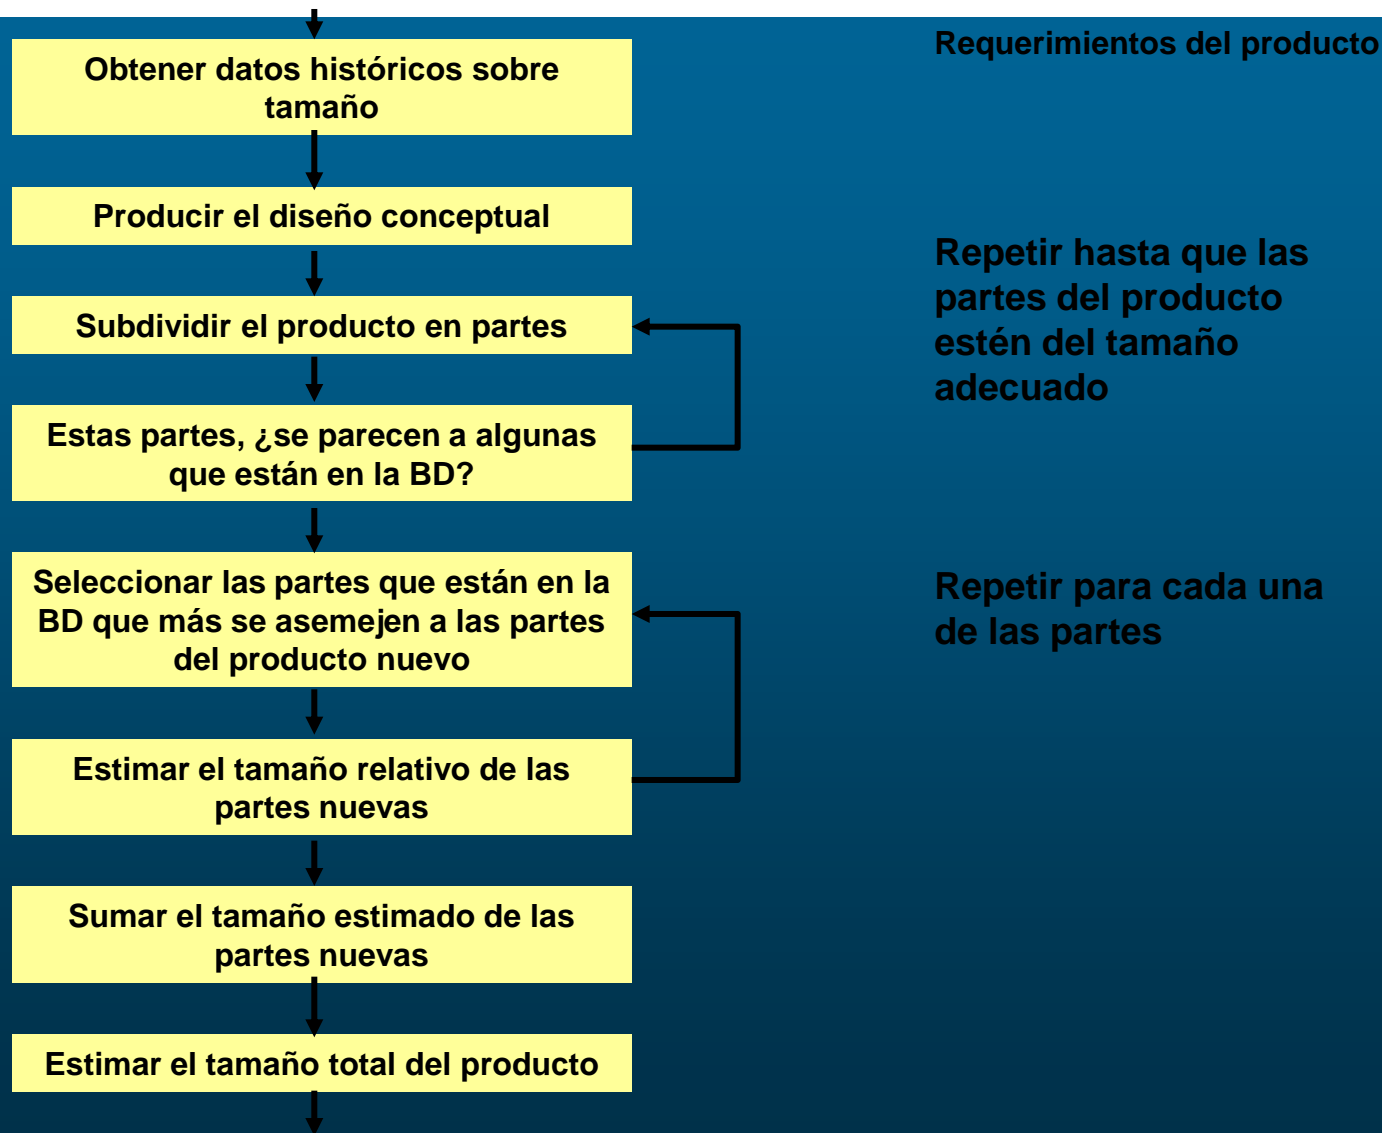 Requerimientos del producto
Obtener datos históricos sobre
tamaño
Producir el diseño conceptual
Subdividir el producto en partes
Repetir hasta que las
partes del producto
estén del tamaño
adecuado
Estas partes, ¿se parecen a algunas
que están en la BD?
Seleccionar las partes que están en la
BD que más se asemejen a las partes
del producto nuevo
Repetir para cada una
de las partes
Estimar el tamaño relativo de las
partes nuevas
Sumar el tamaño estimado de las
partes nuevas
Estimar el tamaño total del producto